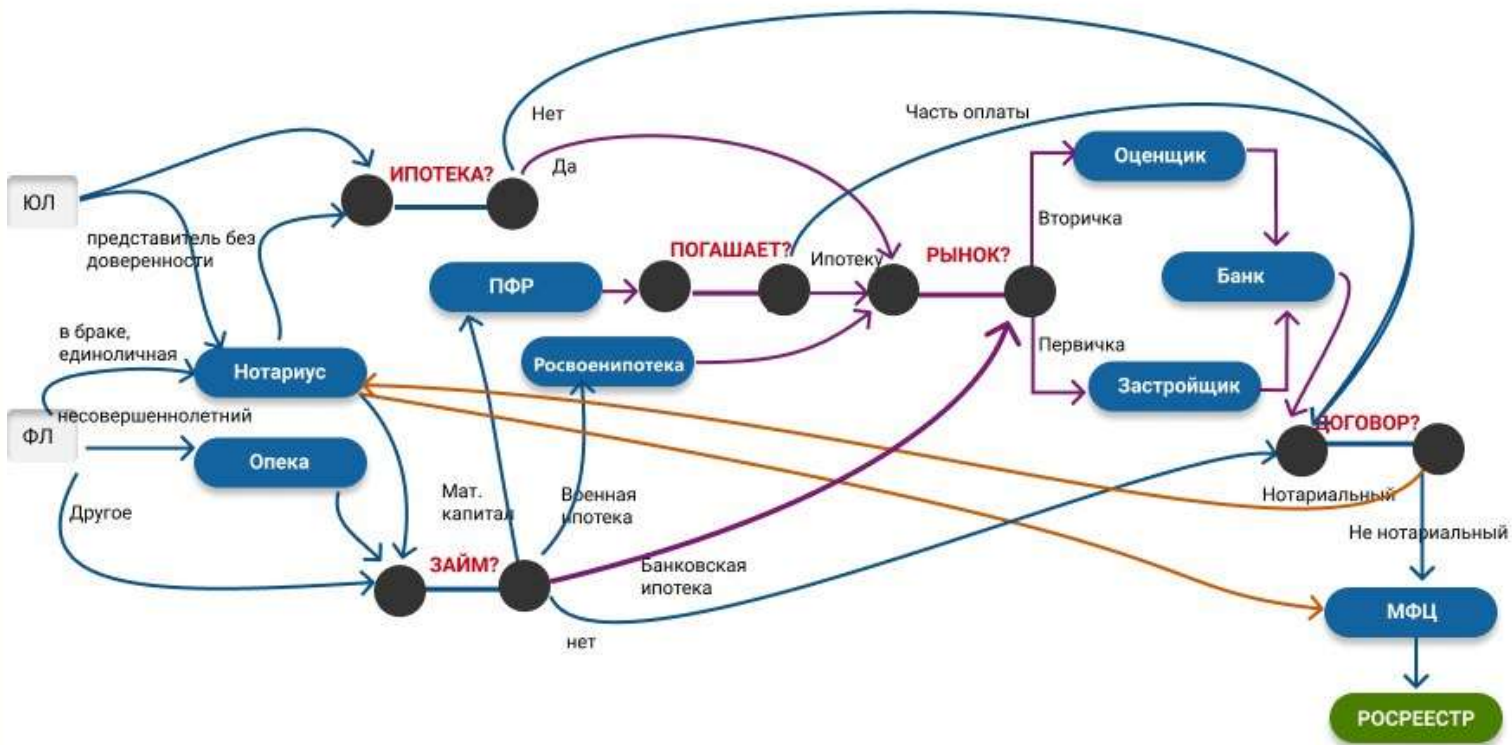 Нет
Часть оплаты
Да
ИПОТЕКА?
Оценщик
ЮЛ
представитель без
доверенности
Вторичка
ПОГАШАЕТ?
Ипотеку
РЫНОК?
ПФР
Банк
в браке,
единоличная
Нотариус
Росвоенипотека
Первичка
Застройщик
несовершеннолетний
ФЛ
Опека
ДОГОВОР?
Мат.
капитал
Военная
ипотека
Нотариальный
Другое
Не нотариальный
ЗАЙМ?
Банковская
ипотека
МФЦ
нет
РОСРЕЕСТР